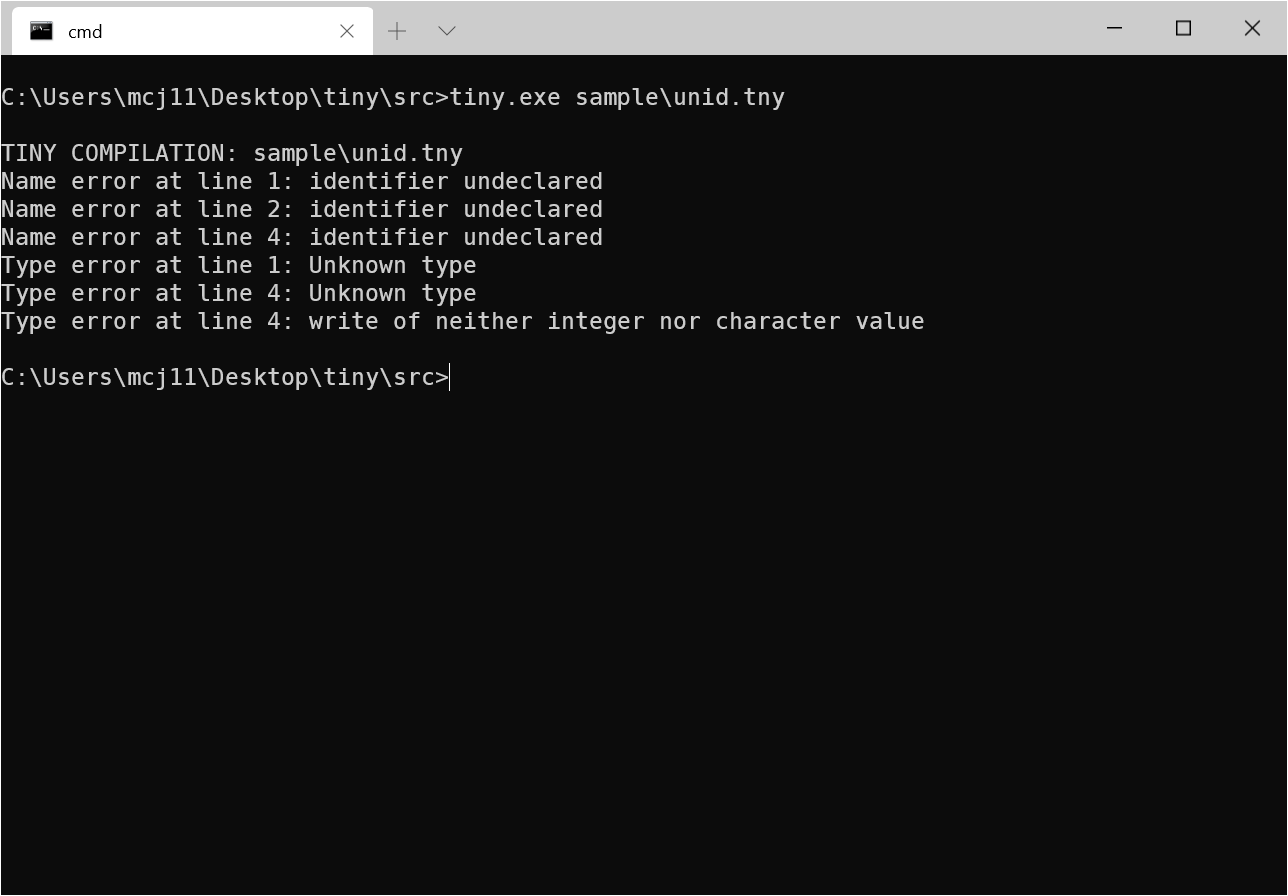 cmd
C:\Users\mcj11\Desktop\tiny\src>tiny.exe sample\unid.tny
TINY COMPILATION: sample\unid.tny
Name error at line 1: identifier undeclared
Name error at line 2: identifier undeclared
Name error at line 4: identifier undeclared
Type error at line 1: Unknown type
Type error at line 4: Unknown type
Type error at line 4: write of neither integer nor character value
C:\Users\mcj11\Desktop\tiny\src>